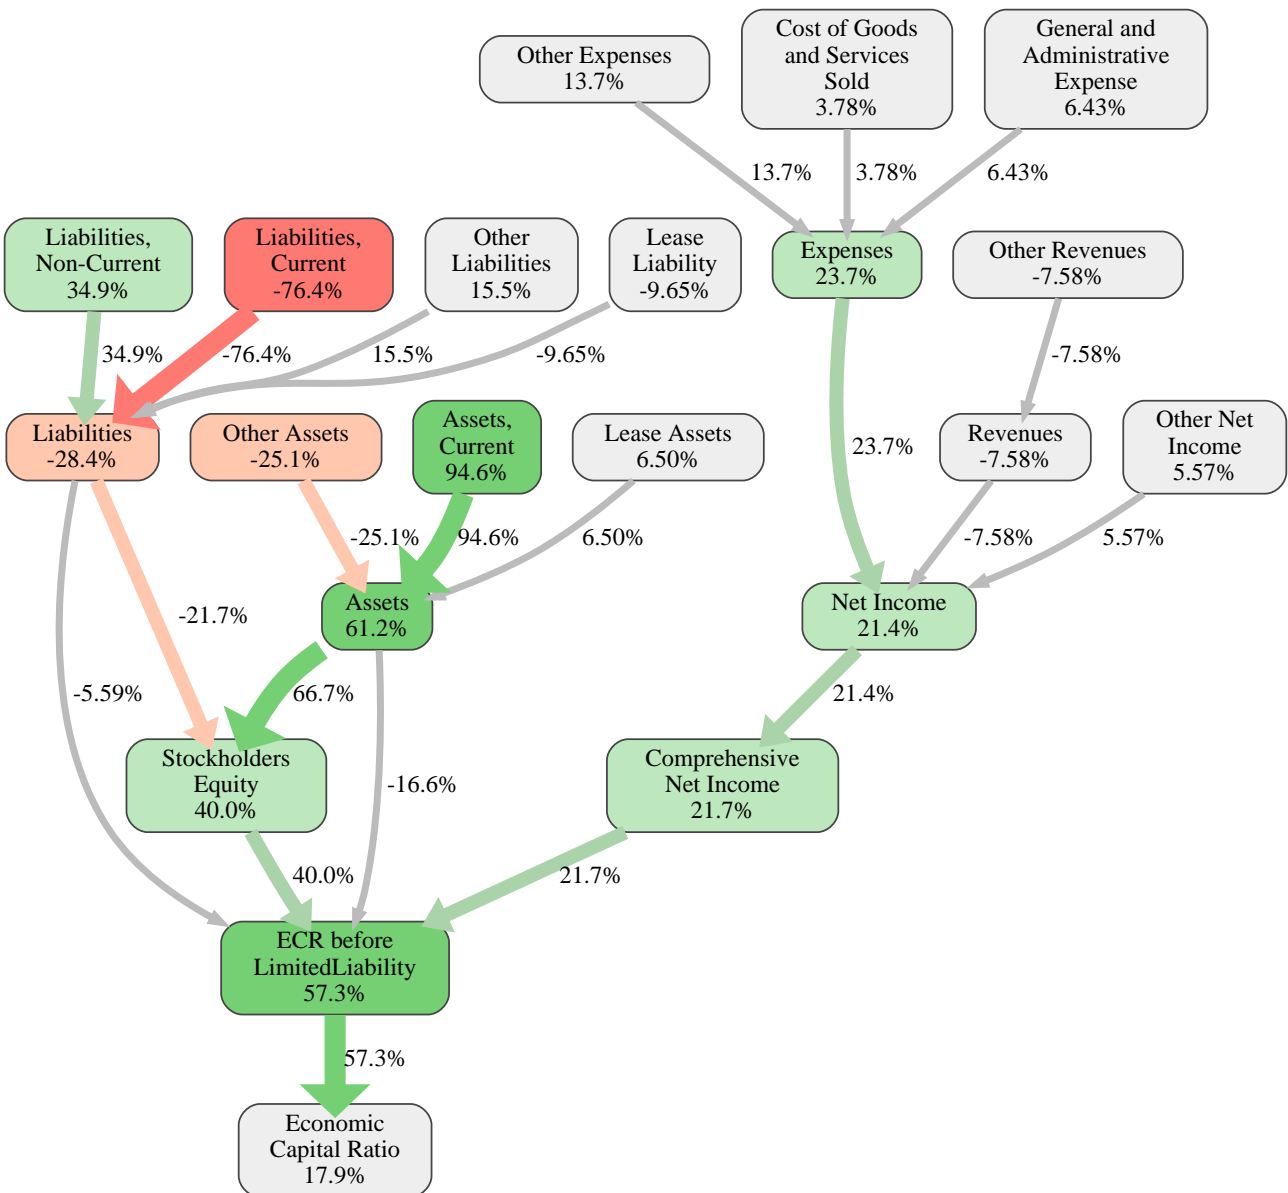 Other Expenses
13.7%
Cost of Goods
and Services
Sold
3.78%
General and
Administrative
Expense
6.43%
13.7%
3.78%
6.43%
Liabilities,
Non-Current
34.9%
Liabilities,
Current
-76.4%
Other
Liabilities
15.5%
Lease
Liability
-9.65%
Expenses
23.7%
Other Revenues
-7.58%
34.9%
-76.4%
15.5%
-9.65%
-7.58%
Liabilities
-28.4%
Other Assets
-25.1%
Assets,
Current
94.6%
Lease Assets
6.50%
23.7%
Revenues
-7.58%
Other Net
Income
5.57%
-25.1%
94.6%
6.50%
-7.58%
5.57%
-21.7%
Assets
61.2%
Net Income
21.4%
-5.59%
66.7%
21.4%
Stockholders
Equity
40.0%
-16.6%
Comprehensive
Net Income
21.7%
40.0%
21.7%
ECR before
LimitedLiability
57.3%
57.3%
Economic
Capital Ratio
17.9%